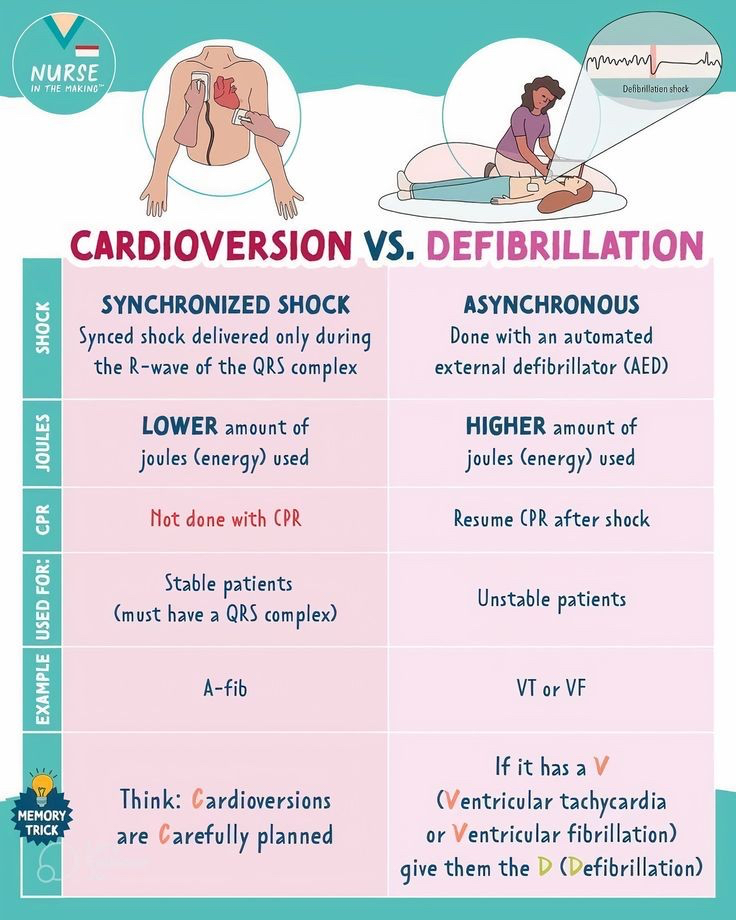 NURSE
IN THE MAKING™
Defibrillation shock
CARDIOVERSION VS. DEFIBRILLATION
SHOCK
SYNCHRONIZED SHOCK
Synced shock delivered only during
the R-wave of the QRS complex
ASYNCHRONOUS
Done with an automated
external defibrillator (AED)
JOULES
LOWER amount of
joules (energy) used
HIGHER amount of
joules (energy) used
CPR
Not done with CPR
Resume CPR after shock
USED FOR:
Stable patients
(must have a QRS complex)
Unstable patients
EXAMPLE
A-fib
VT or VF
MEMORY
TRICK
Think: Cardioversions
are Carefully planned
If it has a V
(Ventricular tachycardia
or Ventricular fibrillation)
give them the D (Defibrillation)